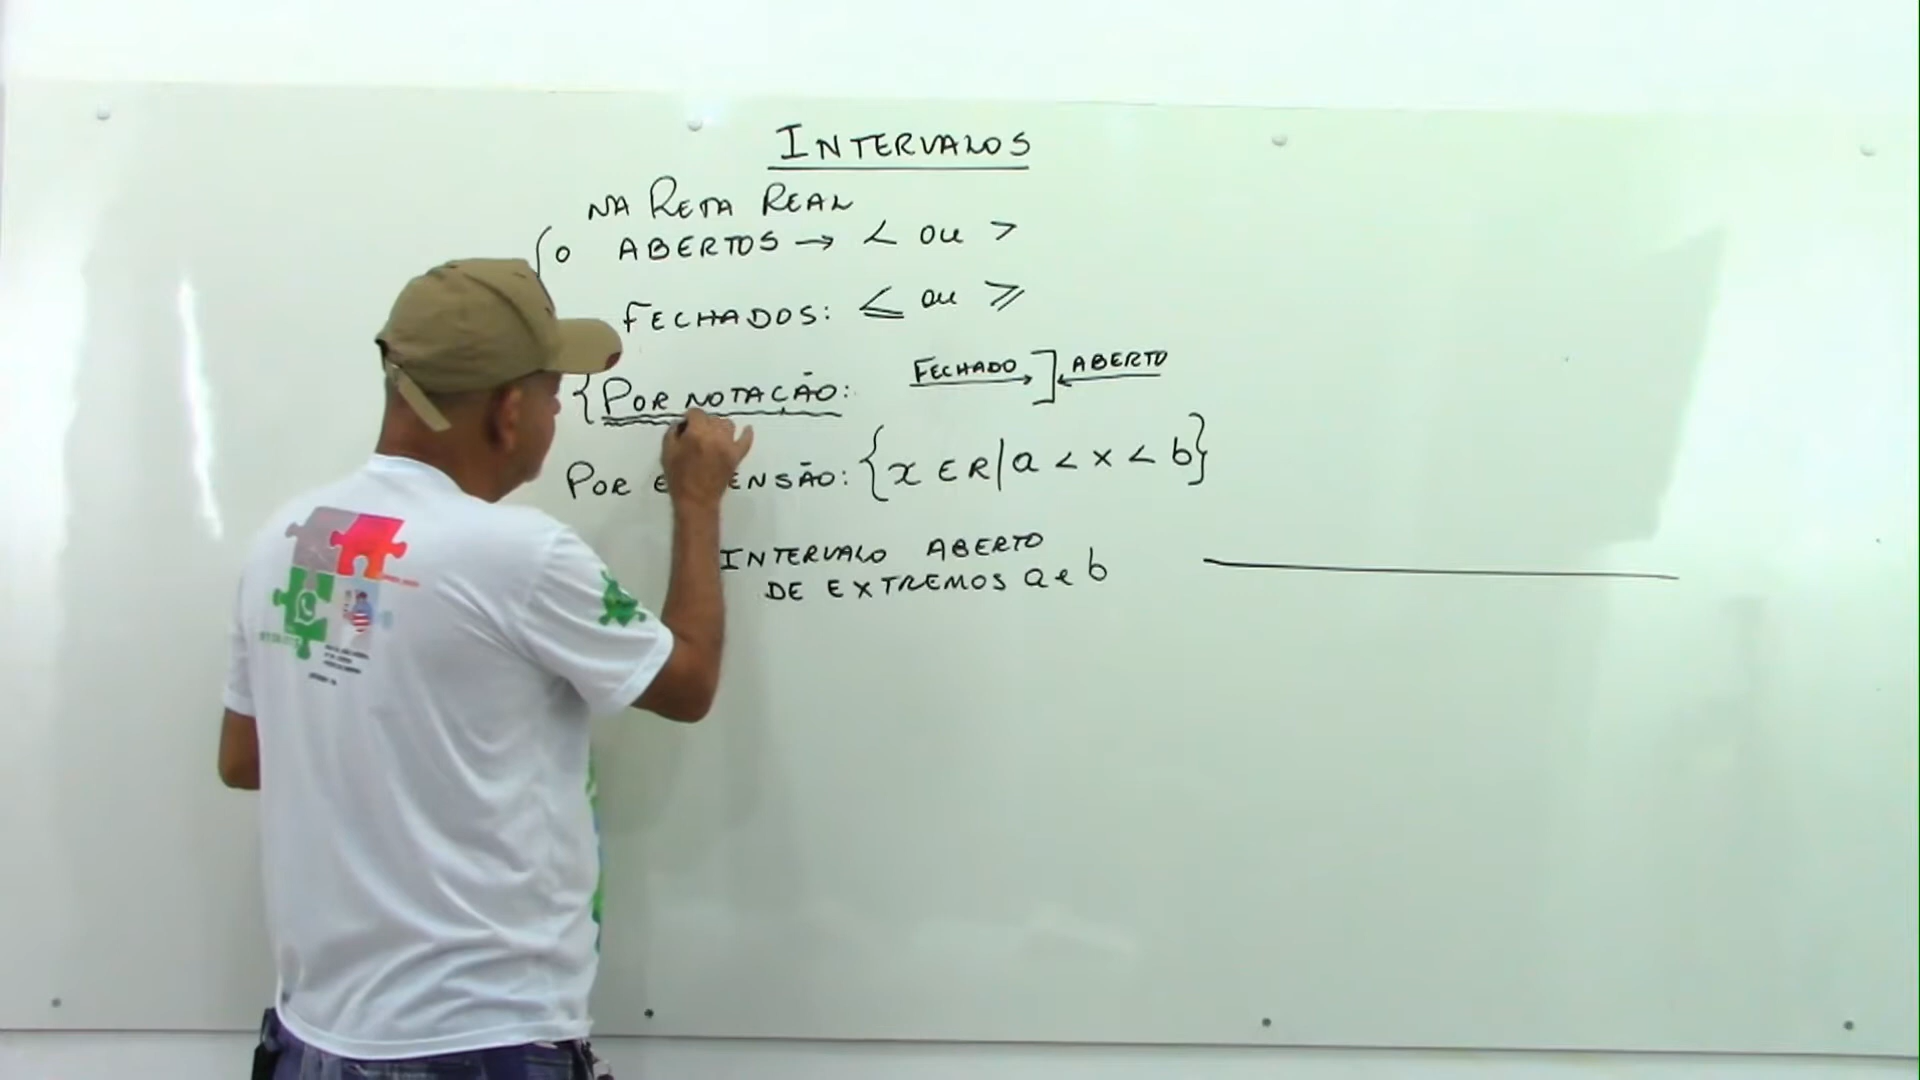 INTERVALOS
NA RETA REAL
o ABERTOS → < ou >
FECHADOS: ≤ ou ≥
{POR NOTAÇÃO: FECHADO ] ABERTO
POR ENSÃO: {x ∈ R | a < x < b}
INTERVALO ABERTO
DE EXTREMOS a e b